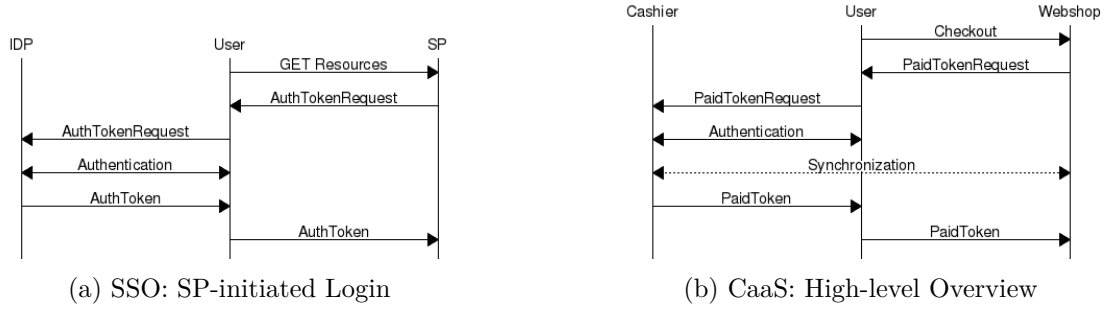 IDP User SP
GET Resources
AuthTokenRequest
AuthTokenRequest
Authentication
AuthToken
AuthToken
(a) SSO: SP-initiated Login
Cashier User Webshop
Checkout
PaidTokenRequest
PaidTokenRequest
Authentication
Synchronization
PaidToken
PaidToken
(b) CaaS: High-level Overview